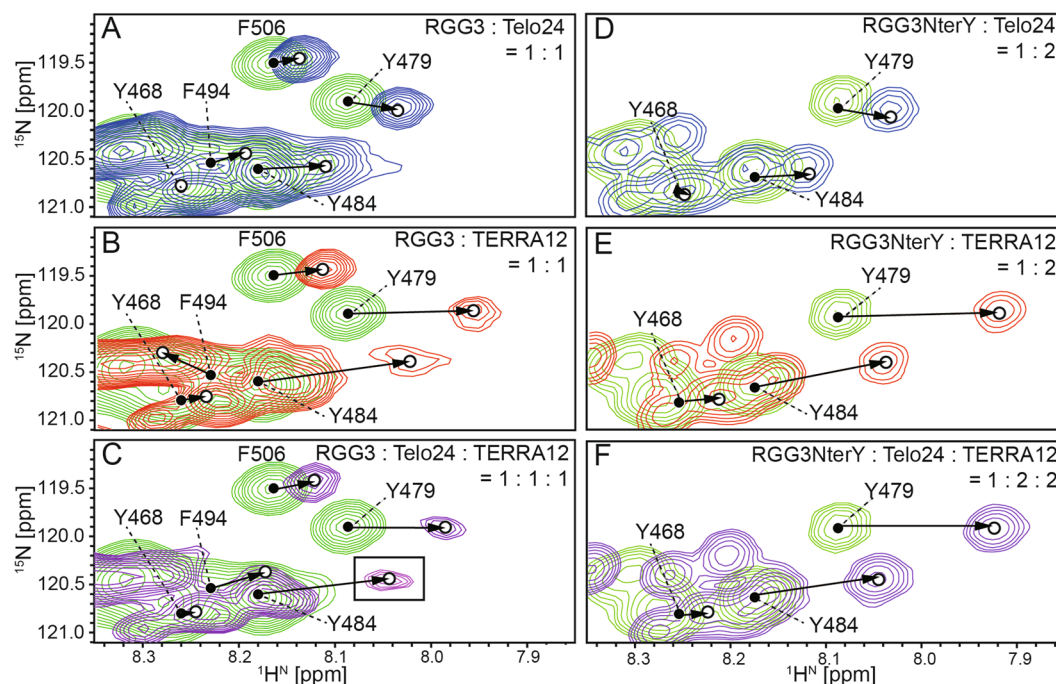 A
F506
RGG3 : Telo24
= 1 : 1
Y479
Y468
F494
Y484
119.5
120.0
120.5
121.0
15N [ppm]
D
RGG3NterY : Telo24
= 1 : 2
Y479
Y468
Y484
B
F506
RGG3 : TERRA12
= 1 : 1
Y479
Y468
F494
Y484
119.5
120.0
120.5
121.0
15N [ppm]
E
RGG3NterY : TERRA12
= 1 : 2
Y479
Y468
Y484
C
F506
RGG3 : Telo24 : TERRA12
= 1 : 1 : 1
Y479
Y468
F494
Y484
119.5
120.0
120.5
121.0
15N [ppm]
8.3
8.2
8.1
8.0
7.9
1HN [ppm]
F
RGG3NterY : Telo24 : TERRA12
= 1 : 2 : 2
Y479
Y468
Y484
8.3
8.2
8.1
8.0
7.9
1HN [ppm]